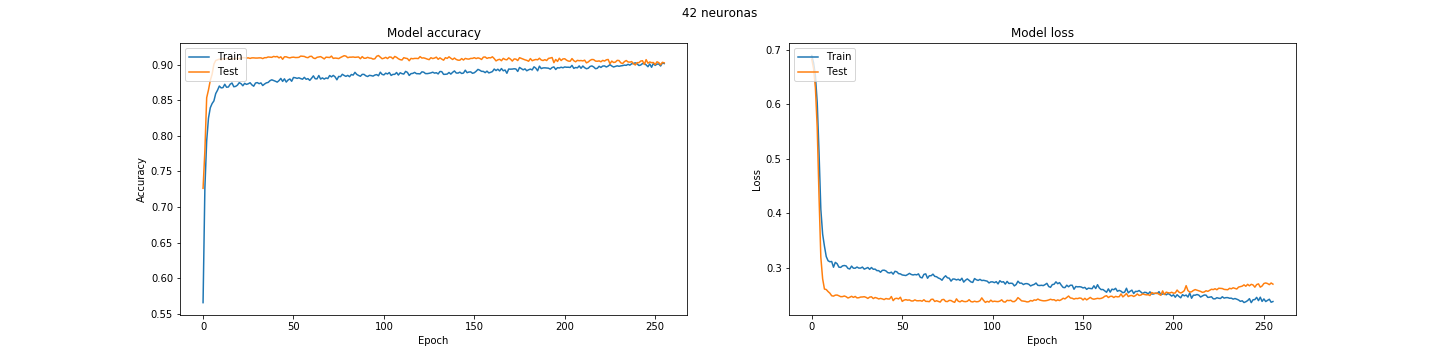 42 neuronas
Model accuracy
Train
Test
0.90
0.85
0.80
0.75
0.70
0.65
0.60
0.55
Accuracy
0 50 100 150 200 250
Epoch
Model loss
Train
Test
0.7
0.6
0.5
0.4
0.3
Loss
0 50 100 150 200 250
Epoch